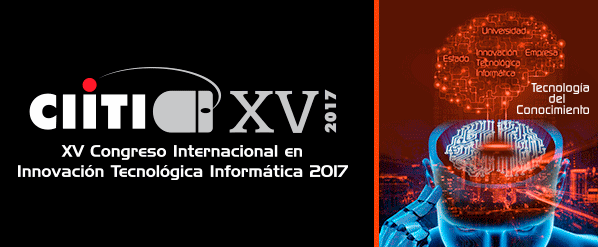 CIITI XV 2017
XV Congreso Internacional en
Innovación Tecnológica Informática 2017
Universidad
Estado
Innovación
Tecnológica
Informática
Empresa
Tecnología
del
Conocimiento